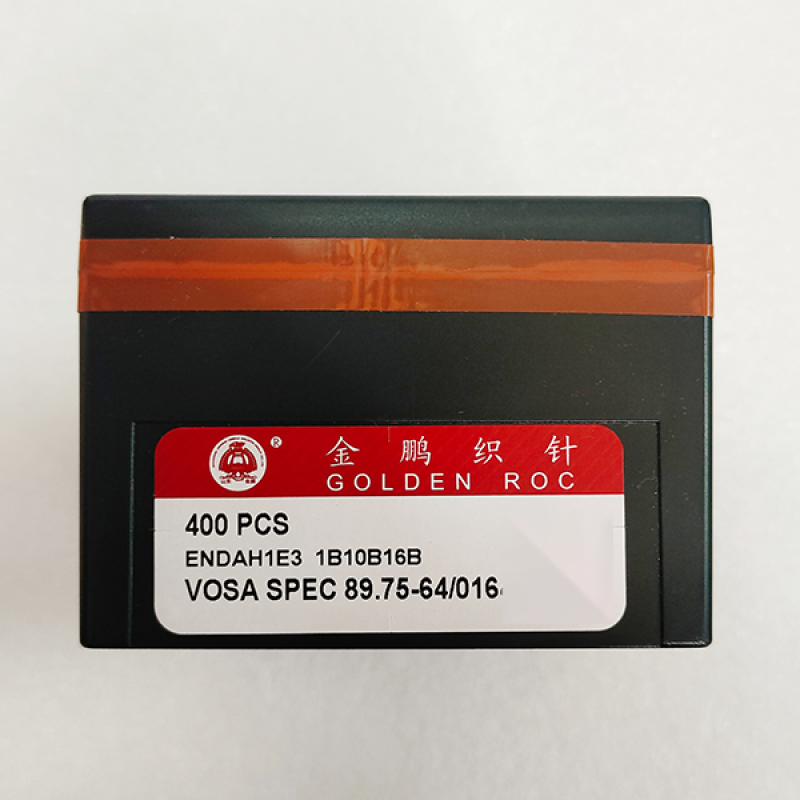 ®
金鹏织针
GOLDEN ROC
400 PCS
ENDAH1E3 1B10B16B
VOSA SPEC 89.75-64/016